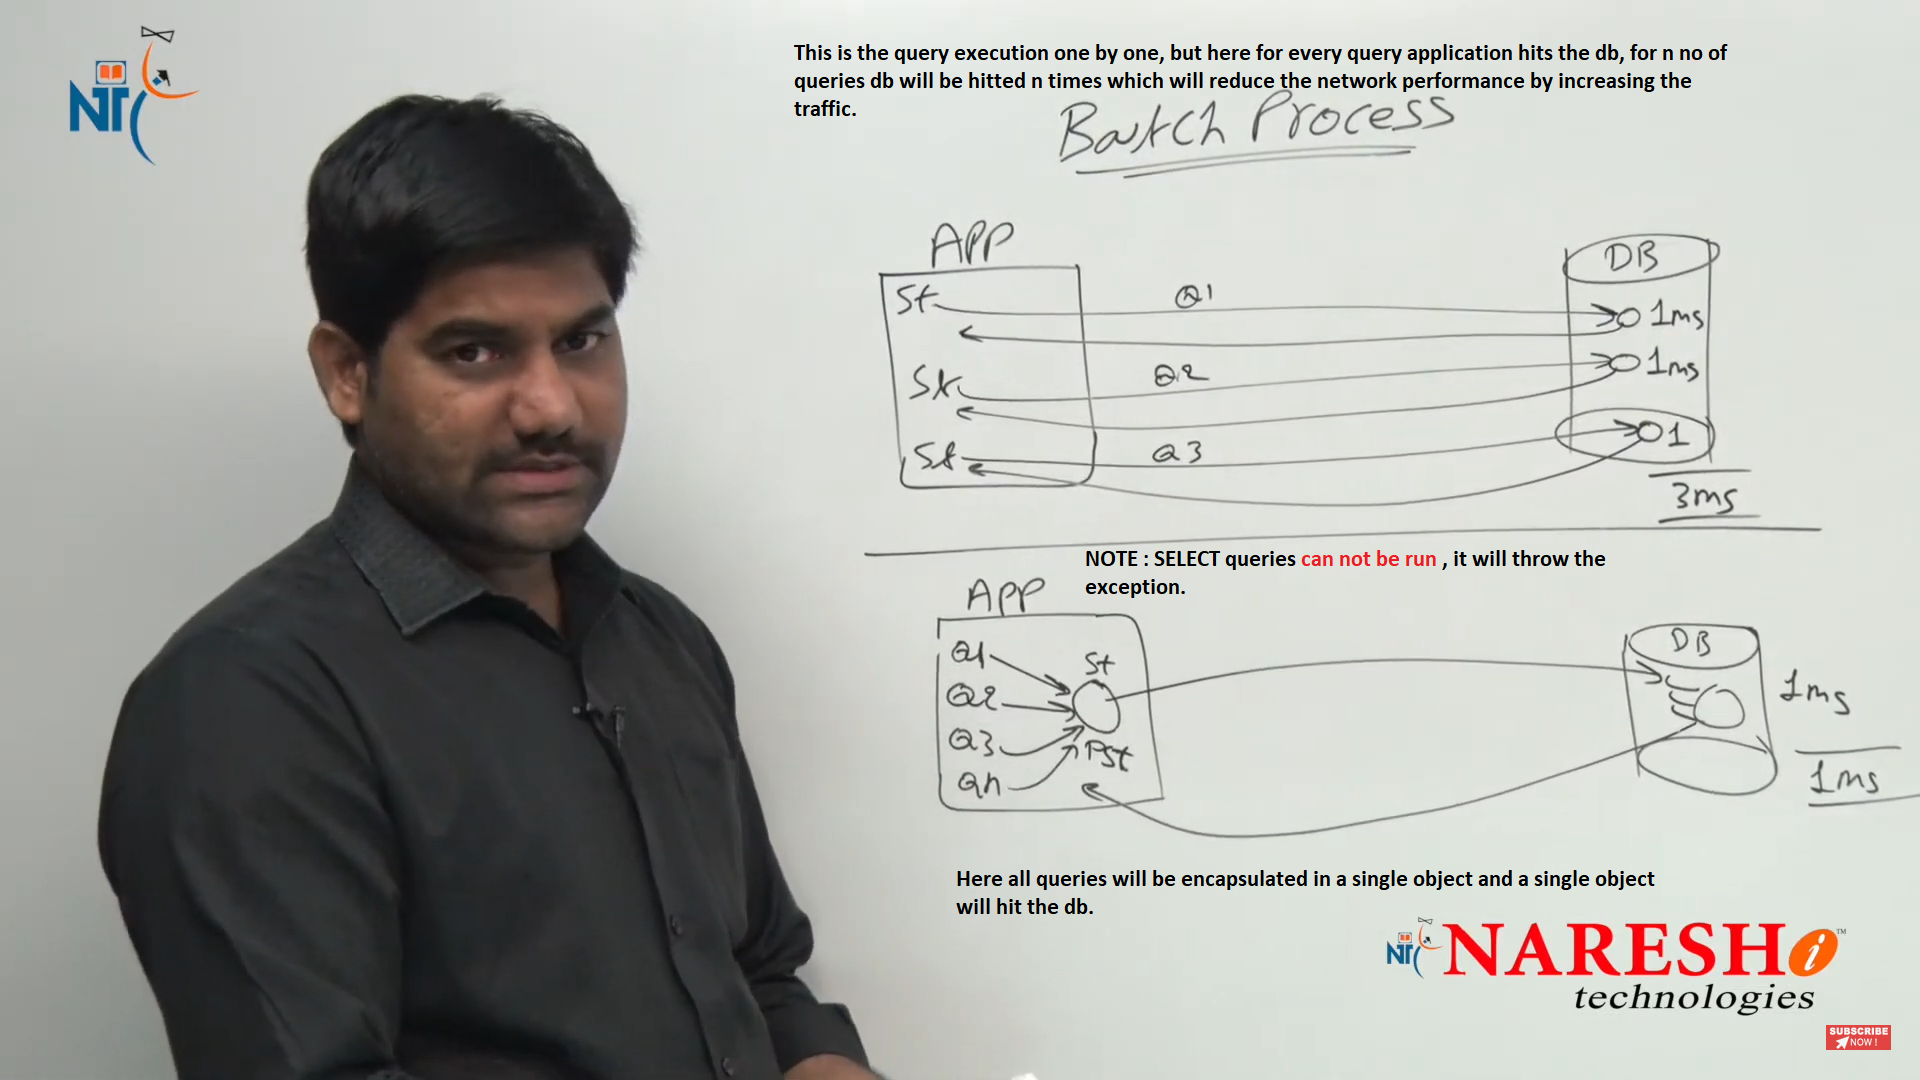 NT
This is the query execution one by one, but here for every query application hits the db, for n no of
queries db will be hitted n times which will reduce the network performance by increasing the
traffic.
Batch Process
APP
DB
St
Q1
1ms
St
Q2
1ms
St
Q3
1
3ms
NOTE : SELECT queries can not be run , it will throw the
exception.
APP
DB
Q1
St
Q2
1ms
Q3
PSt
Qn
1ms
Here all queries will be encapsulated in a single object and a single object
will hit the db.
NT NARESH i ™
technologies
SUBSCRIBE
NOW !